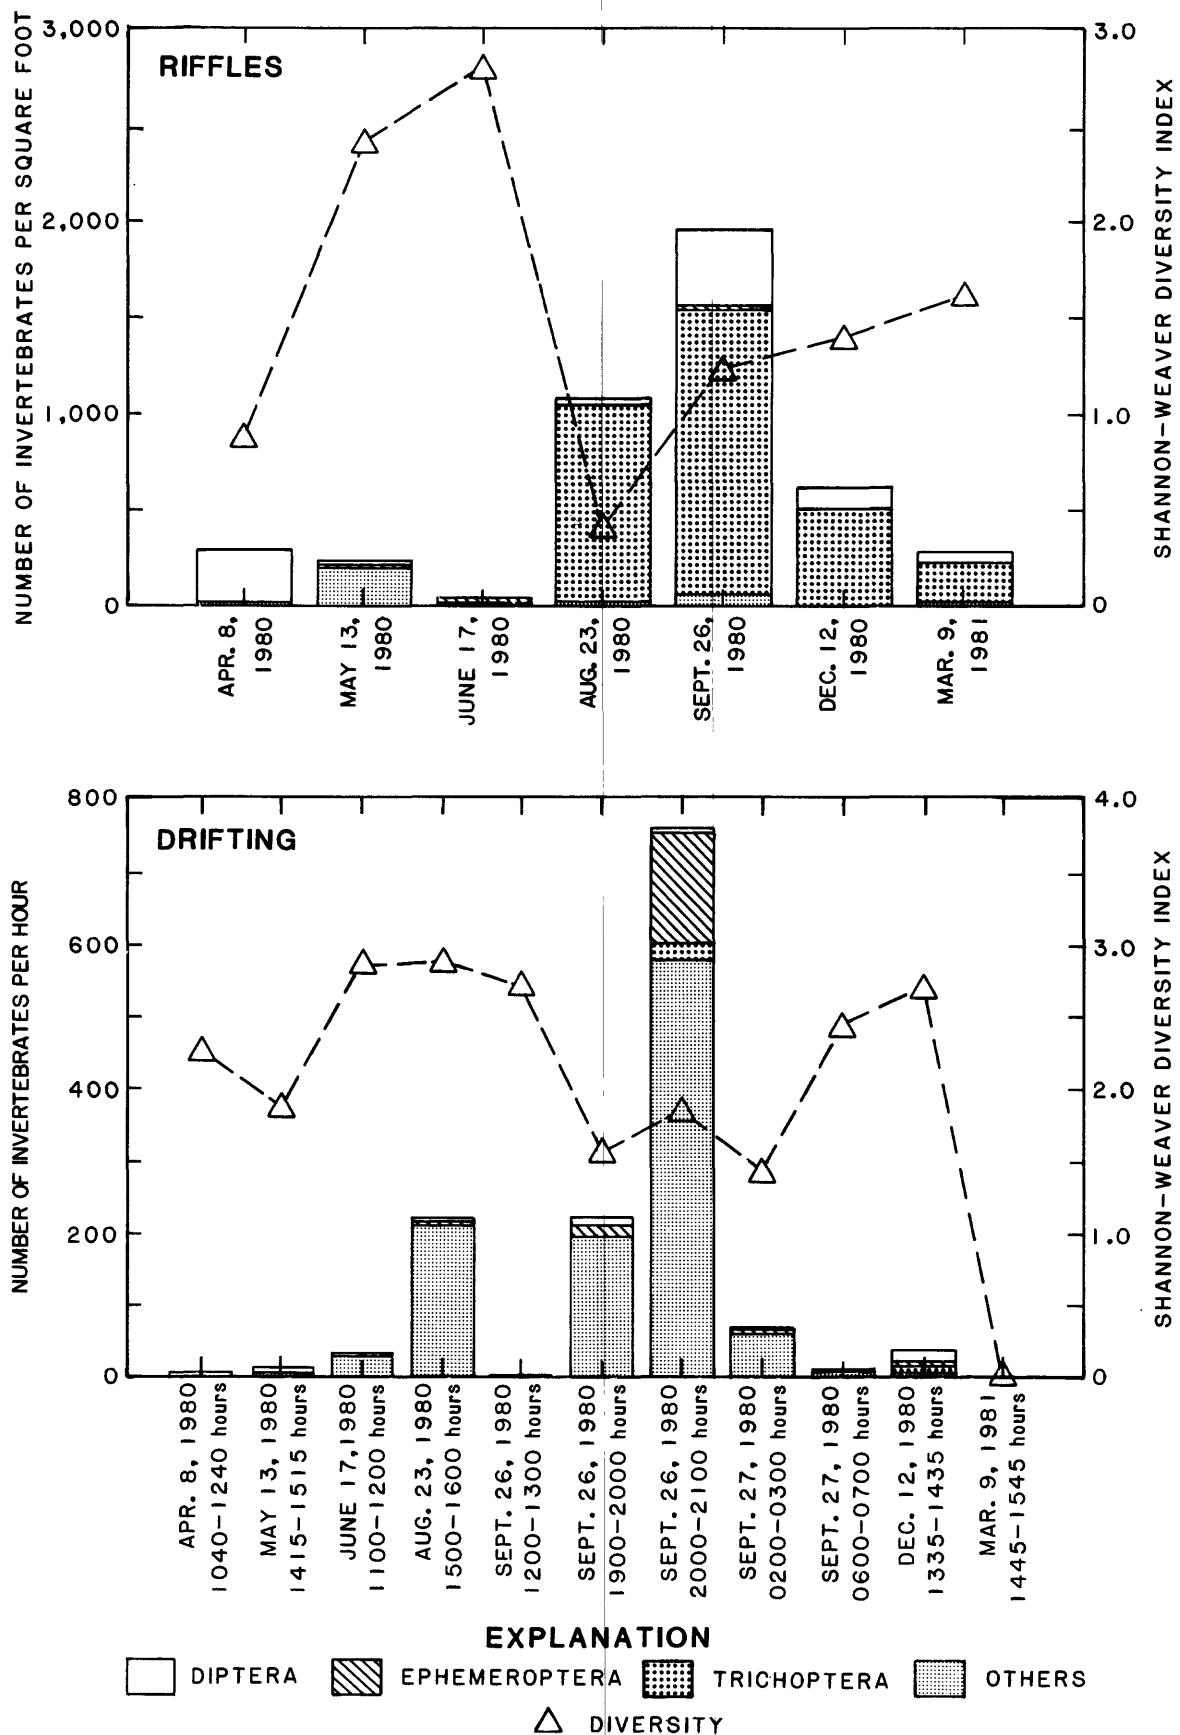 3,000
3.0
RIFFLES
NUMBER OF INVERTEBRATES PER SQUARE FOOT
2,000
2.0
1,000
1.0
0
0
SHANNON-WEAVER DIVERSITY INDEX
APR. 8,
1980
MAY 13,
1980
JUNE 17,
1980
AUG. 23,
1980
SEPT. 26,
1980
DEC. 12,
1980
MAR. 9,
1981
800
4.0
DRIFTING
NUMBER OF INVERTEBRATES PER HOUR
600
3.0
400
2.0
200
1.0
0
0
SHANNON-WEAVER DIVERSITY INDEX
APR. 8, 1980
1040-1240 hours
MAY 13, 1980
1415-1515 hours
JUNE 17, 1980
1100-1200 hours
AUG. 23, 1980
1500-1600 hours
SEPT. 26, 1980
1200-1300 hours
SEPT. 26, 1980
1900-2000 hours
SEPT. 26, 1980
2000-2100 hours
SEPT. 27, 1980
0200-0300 hours
SEPT. 27, 1980
0600-0700 hours
DEC. 12, 1980
1335-1435 hours
MAR. 9, 1981
1445-1545 hours
EXPLANATION
DIPTERA
EPHEMEROPTERA
TRICHOPTERA
OTHERS
DIVERSITY